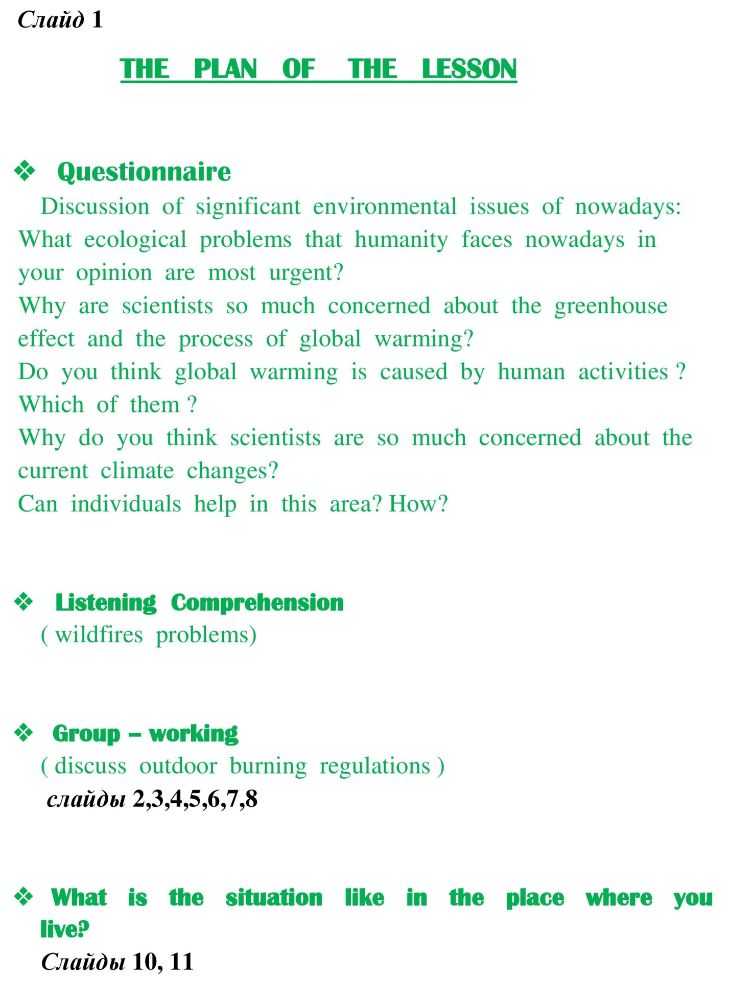 Слайд 1
THE PLAN OF THE LESSON
❖ Questionnaire
Discussion of significant environmental issues of nowadays:
What ecological problems that humanity faces nowadays in
your opinion are most urgent?
Why are scientists so much concerned about the greenhouse
effect and the process of global warming?
Do you think global warming is caused by human activities ?
Which of them ?
Why do you think scientists are so much concerned about the
current climate changes?
Can individuals help in this area? How?
❖ Listening Comprehension
( wildfires problems)
❖ Group – working
( discuss outdoor burning regulations )
слайды 2,3,4,5,6,7,8
❖ What is the situation like in the place where you
live?
Слайды 10, 11